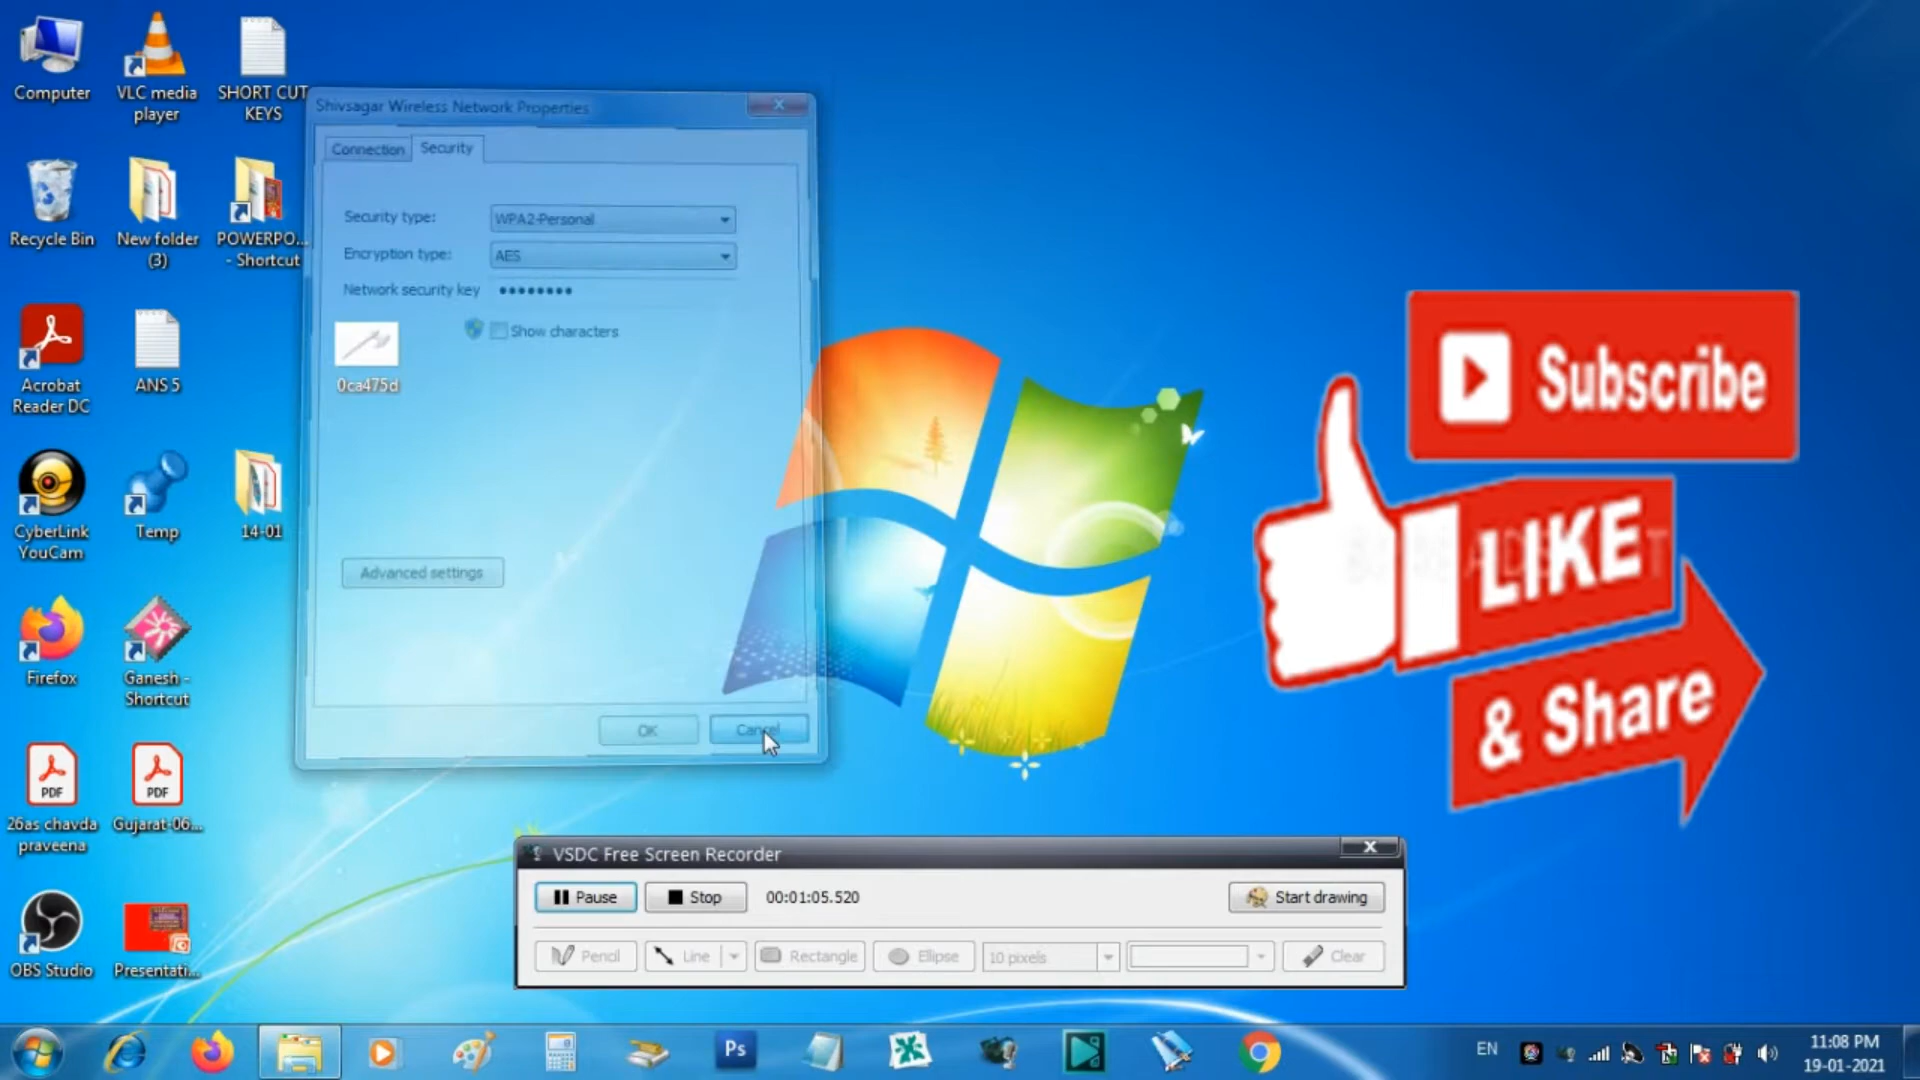 Computer
VLC media
player
SHORT CUT
KEYS
Recycle Bin
New folder
(3)
POWERPO...
- Shortcut
Acrobat
Reader DC
ANS 5
0ca475d
CyberLink
YouCam
Temp
14-01
Firefox
Ganesh -
Shortcut
PDF
26as chavda
praveena
PDF
Gujarat-06...
OBS Studio
Presentati...
Shivsagar Wireless Network Properties
Connection
Security
Security type:
WPA2-Personal
Encryption type:
AES
Network security key
••••••••
Show characters
Advanced settings
OK
Cancel
Subscribe
LIKE
& Share
VSDC Free Screen Recorder
Pause
Stop
00:01:05.520
Start drawing
Pencil
Line
Rectangle
Ellipse
10 pixels
Clear
Ps
EN
11:08 PM
19-01-2021